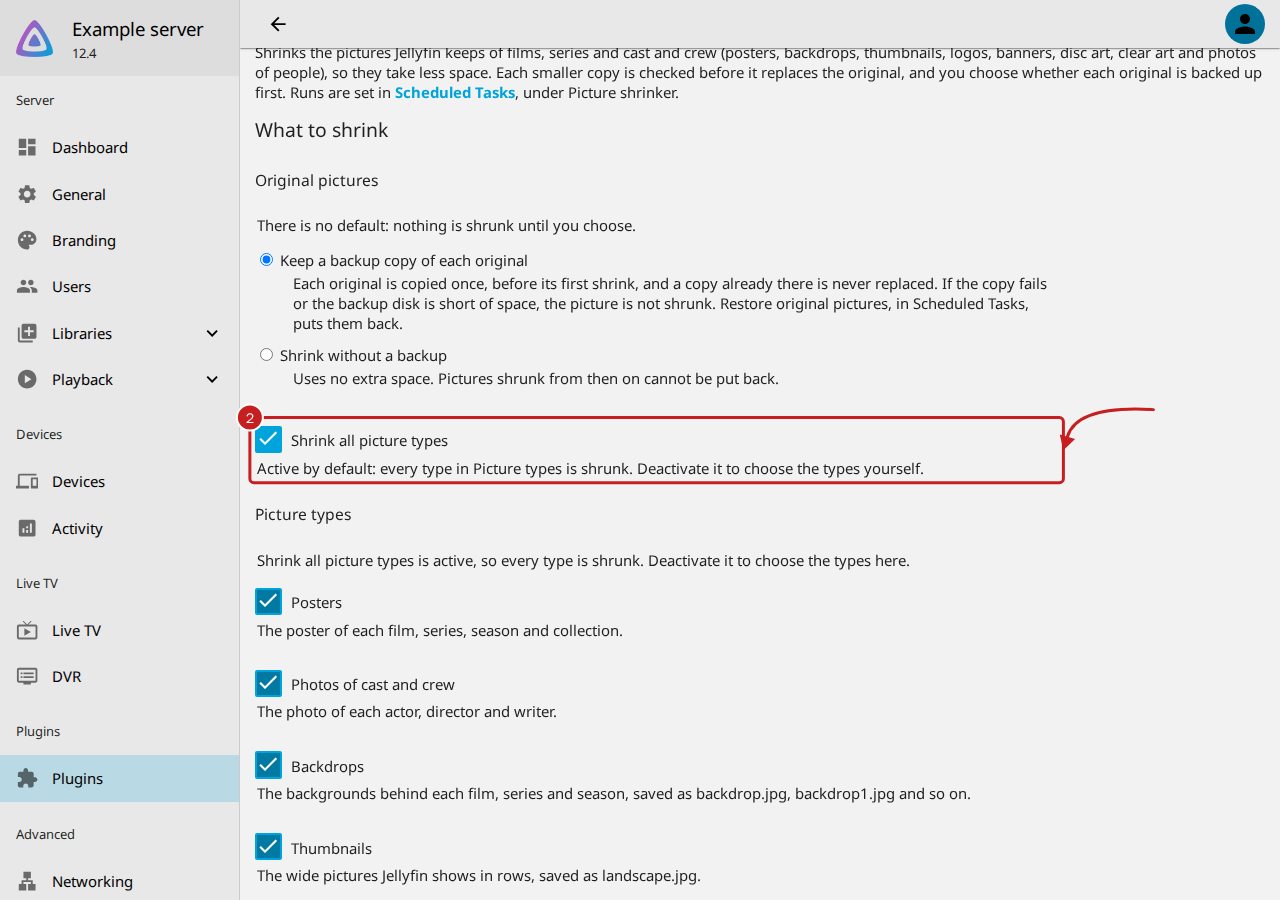 Example server
12.4
Server
Dashboard
General
Branding
Users
Libraries
Playback
Devices
Devices
Activity
Live TV
Live TV
DVR
Plugins
Plugins
Advanced
Networking
Shrinks the pictures Jellyfin keeps of films, series and cast and crew (posters, backdrops, thumbnails, logos, banners, disc art, clear art and photos
of people), so they take less space. Each smaller copy is checked before it replaces the original, and you choose whether each original is backed up
first. Runs are set in Scheduled Tasks, under Picture shrinker.
What to shrink
Original pictures
There is no default: nothing is shrunk until you choose.
Keep a backup copy of each original
Each original is copied once, before its first shrink, and a copy already there is never replaced. If the copy fails
or the backup disk is short of space, the picture is not shrunk. Restore original pictures, in Scheduled Tasks,
puts them back.
Shrink without a backup
Uses no extra space. Pictures shrunk from then on cannot be put back.
2
Shrink all picture types
Active by default: every type in Picture types is shrunk. Deactivate it to choose the types yourself.
Picture types
Shrink all picture types is active, so every type is shrunk. Deactivate it to choose the types here.
Posters
The poster of each film, series, season and collection.
Photos of cast and crew
The photo of each actor, director and writer.
Backdrops
The backgrounds behind each film, series and season, saved as backdrop.jpg, backdrop1.jpg and so on.
Thumbnails
The wide pictures Jellyfin shows in rows, saved as landscape.jpg.